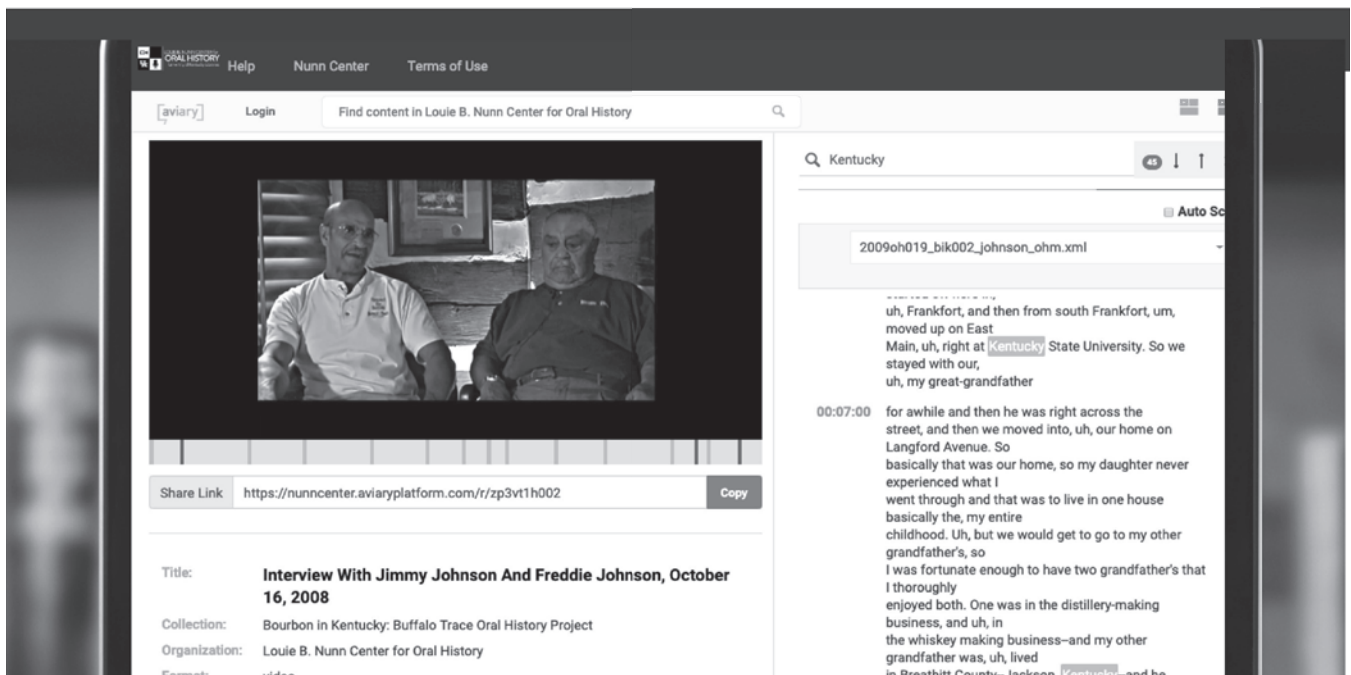 ORAL HISTORY
Help
Nunn Center
Terms of Use
[aviary]
Login
Find content in Louie B. Nunn Center for Oral History
Kentucky
45
Auto Sc
2009oh019_bik002_johnson_ohm.xml
uh, Frankfort, and then from south Frankfort, um,
moved up on East
Main, uh, right at Kentucky State University. So we
stayed with our,
uh, my great-grandfather
00:07:00 for awhile and then he was right across the
street, and then we moved into, uh, our home on
Langford Avenue. So
basically that was our home, so my daughter never
experienced what I
went through and that was to live in one house
basically the, my entire
childhood. Uh, but we would get to go to my other
grandfather's, so
I was fortunate enough to have two grandfather's that
I thoroughly
enjoyed both. One was in the distillery-making
business, and uh, in
the whiskey making business–and my other
grandfather was, uh, lived
in Breathitt County– Jackson, Kentucky–and he
Share Link https://nunncenter.aviaryplatform.com/r/zp3vt1h002 Copy
Title: Interview With Jimmy Johnson And Freddie Johnson, October
16, 2008
Collection: Bourbon in Kentucky: Buffalo Trace Oral History Project
Organization: Louie B. Nunn Center for Oral History
Format: video